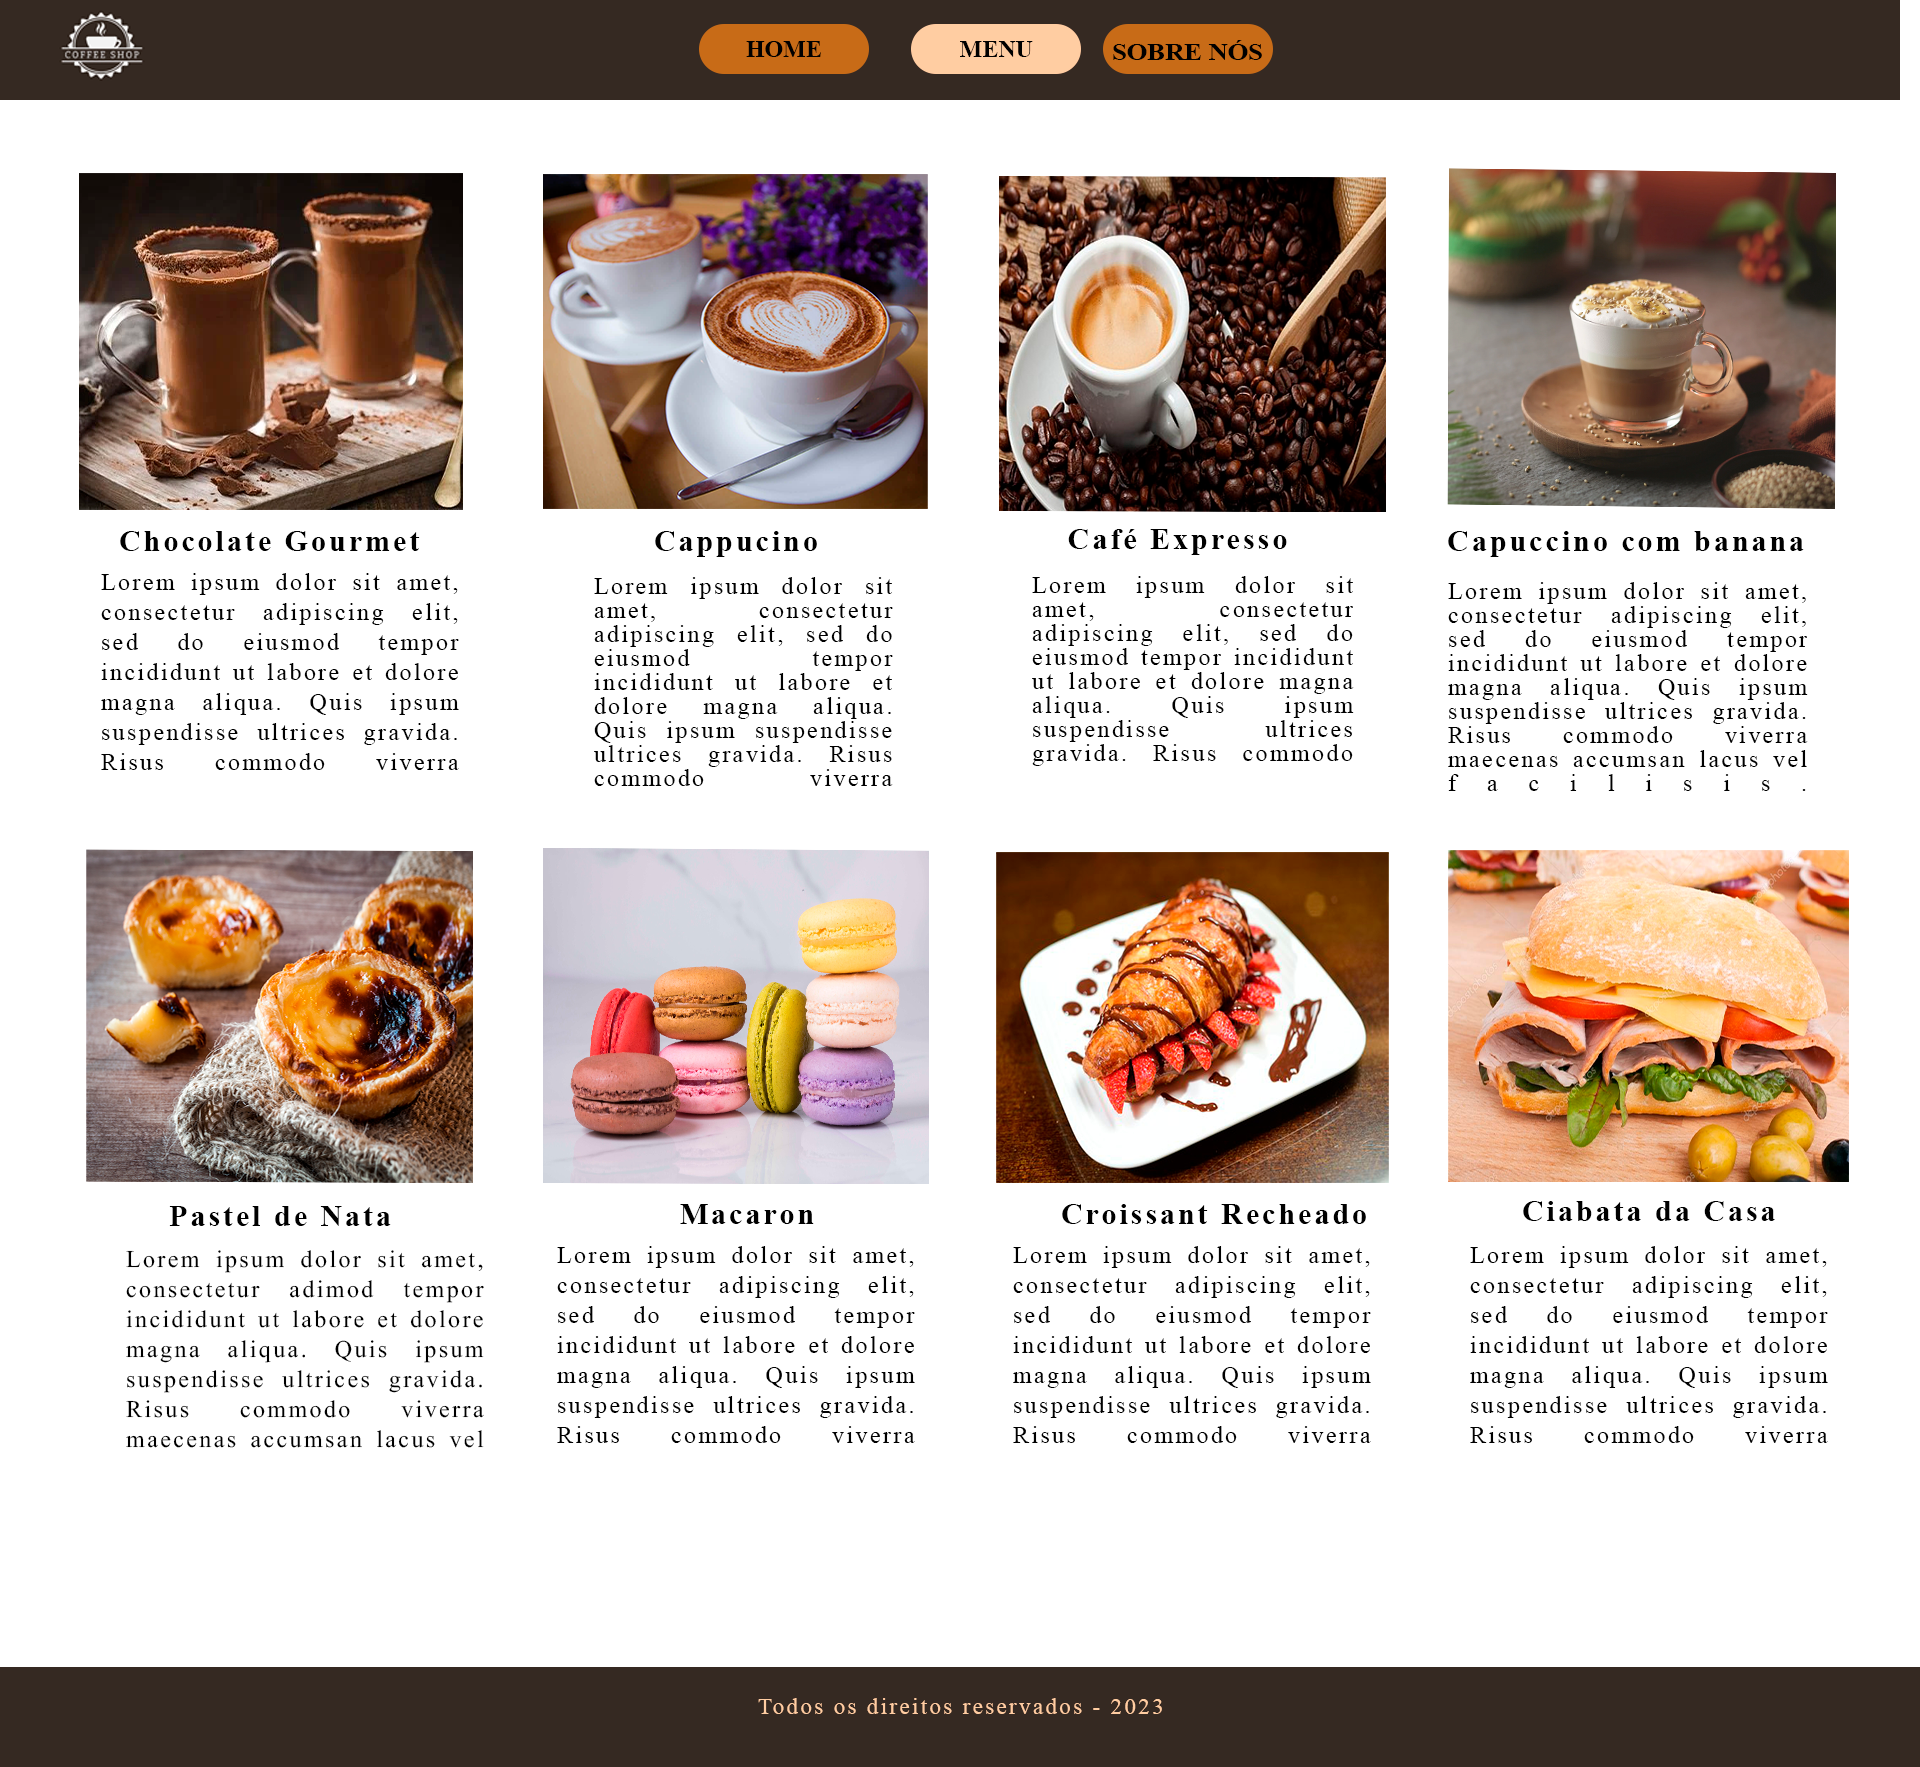 COFFEE SHOP
HOME
MENU
SOBRE NÓS
Chocolate Gourmet
Lorem ipsum dolor sit amet,
consectetur adipiscing elit,
sed do eiusmod tempor
incididunt ut labore et dolore
magna aliqua. Quis ipsum
suspendisse ultrices gravida.
Risus commodo viverra
Cappucino
Lorem ipsum dolor sit
amet, consectetur
adipiscing elit, sed do
eiusmod tempor
incididunt ut labore et
dolore magna aliqua.
Quis ipsum suspendisse
ultrices gravida. Risus
commodo viverra
Café Expresso
Lorem ipsum dolor sit
amet, consectetur
adipiscing elit, sed do
eiusmod tempor incididunt
ut labore et dolore magna
aliqua. Quis ipsum
suspendisse ultrices
gravida. Risus commodo
Capuccino com banana
Lorem ipsum dolor sit amet,
consectetur adipiscing elit,
sed do eiusmod tempor
incididunt ut labore et dolore
magna aliqua. Quis ipsum
suspendisse ultrices gravida.
Risus commodo viverra
maecenas accumsan lacus vel
facilisis.
Pastel de Nata
Lorem ipsum dolor sit amet,
consectetur adimod tempor
incididunt ut labore et dolore
magna aliqua. Quis ipsum
suspendisse ultrices gravida.
Risus commodo viverra
maecenas accumsan lacus vel
Macaron
Lorem ipsum dolor sit amet,
consectetur adipiscing elit,
sed do eiusmod tempor
incididunt ut labore et dolore
magna aliqua. Quis ipsum
suspendisse ultrices gravida.
Risus commodo viverra
Croissant Recheado
Lorem ipsum dolor sit amet,
consectetur adipiscing elit,
sed do eiusmod tempor
incididunt ut labore et dolore
magna aliqua. Quis ipsum
suspendisse ultrices gravida.
Risus commodo viverra
Ciabata da Casa
Lorem ipsum dolor sit amet,
consectetur adipiscing elit,
sed do eiusmod tempor
incididunt ut labore et dolore
magna aliqua. Quis ipsum
suspendisse ultrices gravida.
Risus commodo viverra
Todos os direitos reservados - 2023